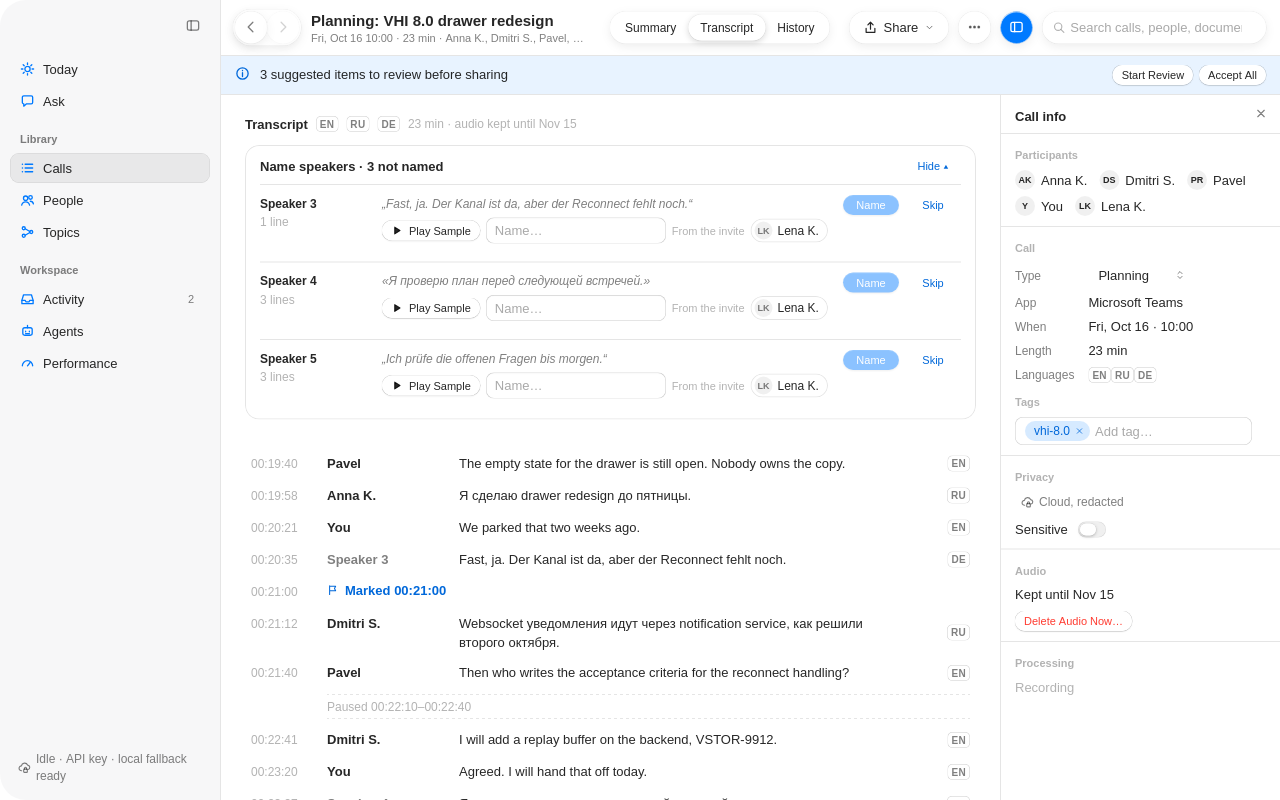 Planning: VHI 8.0 drawer redesign
Fri, Oct 16 10:00 · 23 min · Anna K., Dmitri S., Pavel, …
Summary
Transcript
History
Share
Search calls, people, docume
Today
Ask
Library
Calls
People
Topics
Workspace
Activity
2
Agents
Performance
Idle · API key · local fallback
ready
3 suggested items to review before sharing
Start Review
Accept All
Transcript EN RU DE 23 min · audio kept until Nov 15
Name speakers · 3 not named
Hide
Speaker 3
1 line
„Fast, ja. Der Kanal ist da, aber der Reconnect fehlt noch.“
Play Sample
Name…
From the invite
LK Lena K.
Name
Skip
Speaker 4
3 lines
«Я проверю план перед следующей встречей.»
Play Sample
Name…
From the invite
LK Lena K.
Name
Skip
Speaker 5
3 lines
„Ich prüfe die offenen Fragen bis morgen.“
Play Sample
Name…
From the invite
LK Lena K.
Name
Skip
00:19:40 Pavel The empty state for the drawer is still open. Nobody owns the copy. EN
00:19:58 Anna K. Я сделаю drawer redesign до пятницы. RU
00:20:21 You We parked that two weeks ago. EN
00:20:35 Speaker 3 Fast, ja. Der Kanal ist da, aber der Reconnect fehlt noch. DE
00:21:00 Marked 00:21:00
00:21:12 Dmitri S. Websocket уведомления идут через notification service, как решили
второго октября. RU
00:21:40 Pavel Then who writes the acceptance criteria for the reconnect handling? EN
Paused 00:22:10–00:22:40
00:22:41 Dmitri S. I will add a replay buffer on the backend, VSTOR-9912. EN
00:23:20 You Agreed. I will hand that off today. EN
Call info
Participants
AK Anna K. DS Dmitri S. PR Pavel
Y You LK Lena K.
Call
Type Planning
App Microsoft Teams
When Fri, Oct 16 · 10:00
Length 23 min
Languages EN RU DE
Tags
vhi-8.0 × Add tag…
Privacy
Cloud, redacted
Sensitive
Audio
Kept until Nov 15
Delete Audio Now…
Processing
Recording